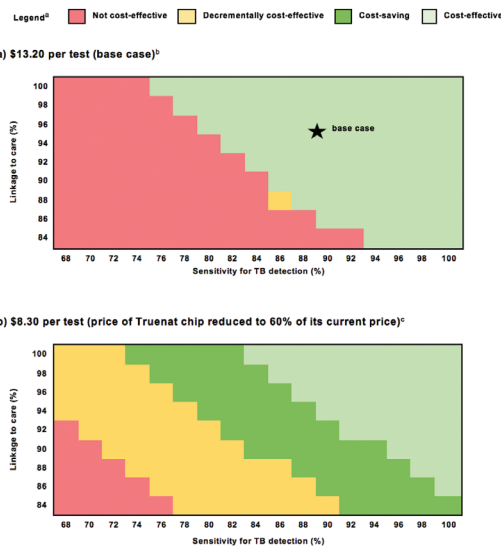 Legendᵃ Not cost-effective Decrementally cost-effective Cost-saving Cost-effective
a) $13.20 per test (base case)ᵇ
100
98
96
94
92
90
88
86
84
Linkage to care (%)
base case
68 70 72 74 76 78 80 82 84 86 88 90 92 94 96 98 100
Sensitivity for TB detection (%)
b) $8.30 per test (price of Truenat chip reduced to 60% of its current price)ᶜ
100
98
96
94
92
90
88
86
84
Linkage to care (%)
68 70 72 74 76 78 80 82 84 86 88 90 92 94 96 98 100
Sensitivity for TB detection (%)